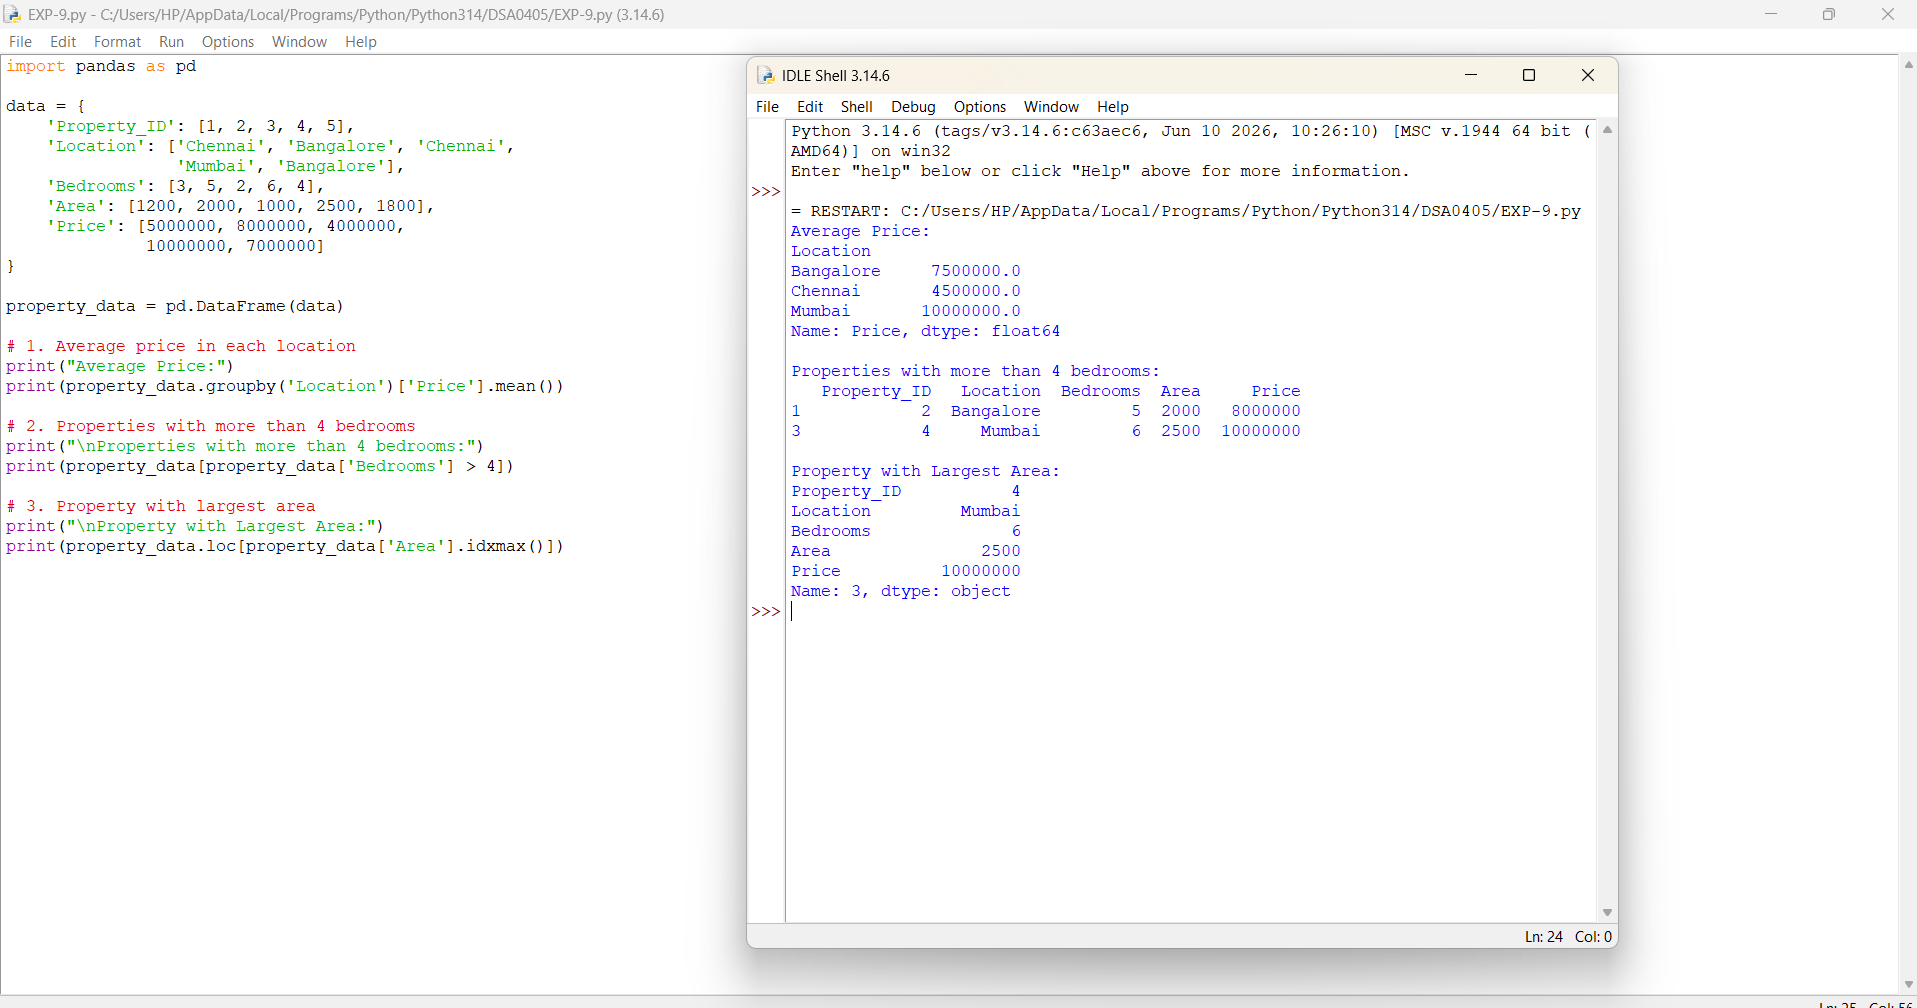 EXP-9.py - C:/Users/HP/AppData/Local/Programs/Python/Python314/DSA0405/EXP-9.py (3.14.6)
File Edit Format Run Options Window Help
import pandas as pd

data = {
    'Property_ID': [1, 2, 3, 4, 5],
    'Location': ['Chennai', 'Bangalore', 'Chennai',
                 'Mumbai', 'Bangalore'],
    'Bedrooms': [3, 5, 2, 6, 4],
    'Area': [1200, 2000, 1000, 2500, 1800],
    'Price': [5000000, 8000000, 4000000,
              10000000, 7000000]
}

property_data = pd.DataFrame(data)

# 1. Average price in each location
print("Average Price:")
print(property_data.groupby('Location')['Price'].mean())

# 2. Properties with more than 4 bedrooms
print("\nProperties with more than 4 bedrooms:")
print(property_data[property_data['Bedrooms'] > 4])

# 3. Property with largest area
print("\nProperty with Largest Area:")
print(property_data.loc[property_data['Area'].idxmax()])
IDLE Shell 3.14.6
File Edit Shell Debug Options Window Help
Python 3.14.6 (tags/v3.14.6:c63aec6, Jun 10 2026, 10:26:10) [MSC v.1944 64 bit (
AMD64)] on win32
Enter "help" below or click "Help" above for more information.
>>>
= RESTART: C:/Users/HP/AppData/Local/Programs/Python/Python314/DSA0405/EXP-9.py
Average Price:
Location
Bangalore     7500000.0
Chennai       4500000.0
Mumbai       10000000.0
Name: Price, dtype: float64

Properties with more than 4 bedrooms:
   Property_ID   Location  Bedrooms  Area     Price
1            2  Bangalore         5  2000   8000000
3            4     Mumbai         6  2500  10000000

Property with Largest Area:
Property_ID           4
Location         Mumbai
Bedrooms              6
Area               2500
Price          10000000
Name: 3, dtype: object
>>>
Ln: 24 Col: 0
Ln: 25 Col: 56